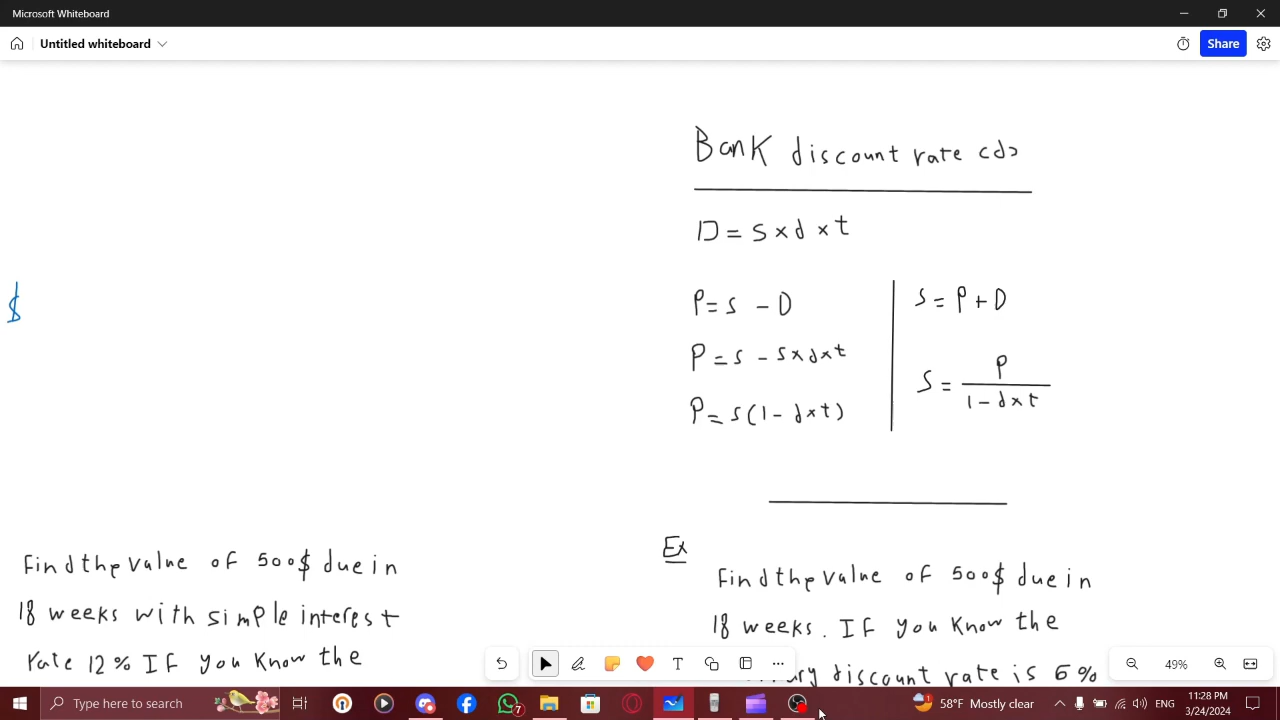 Microsoft Whiteboard
Untitled whiteboard
Share
Bank discount rate (d)
D = S × d × t
$
P = S - D
P = S - S × d × t
P = S(1 - d × t)
S = P + D
S = P / 1 - d × t
Find the value of 500$ due in
18 weeks with simple interest
rate 12% If you know the
Ex
Find the value of 500$ due in
18 weeks. If you know the
discount rate is 6%
49%
Type here to search
7
1
58°F Mostly clear
ENG
11:28 PM
3/24/2024